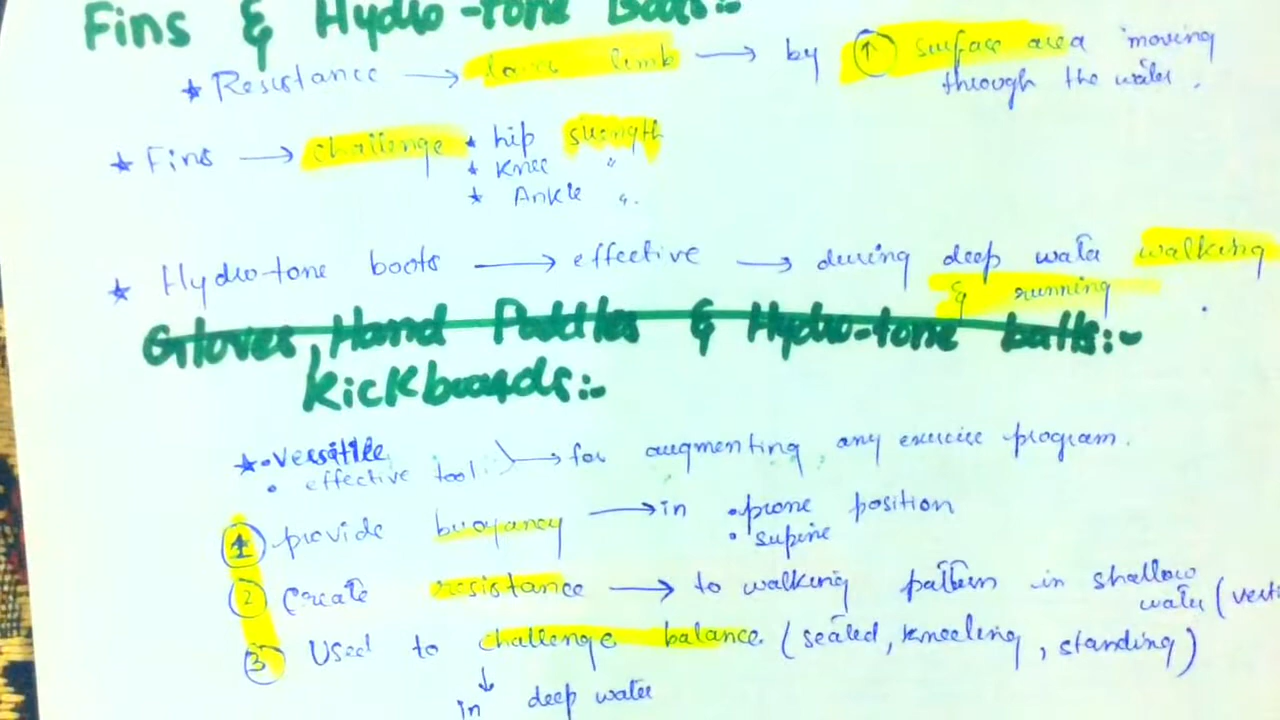 Fins & Hydro-tone Boots:-
★ Resistance → lower limb → by ↑ surface area moving
through the water.
★ Fins → challenge ★ hip strength
★ Knee "
★ Ankle "
★ Hydro-tone boots → effective → during deep water walking
& running
Gloves, Hand Paddles & Hydro-tone balls:-
Kickboards:-
★ • Versatile
• effective tool → for augmenting any exercise program.
1 provide buoyancy → in • prone position
• supine
2 Create resistance → to walking pattern in shallow
water (verti
3 Used to challenge balance (seated, kneeling, standing)
↓
in deep water